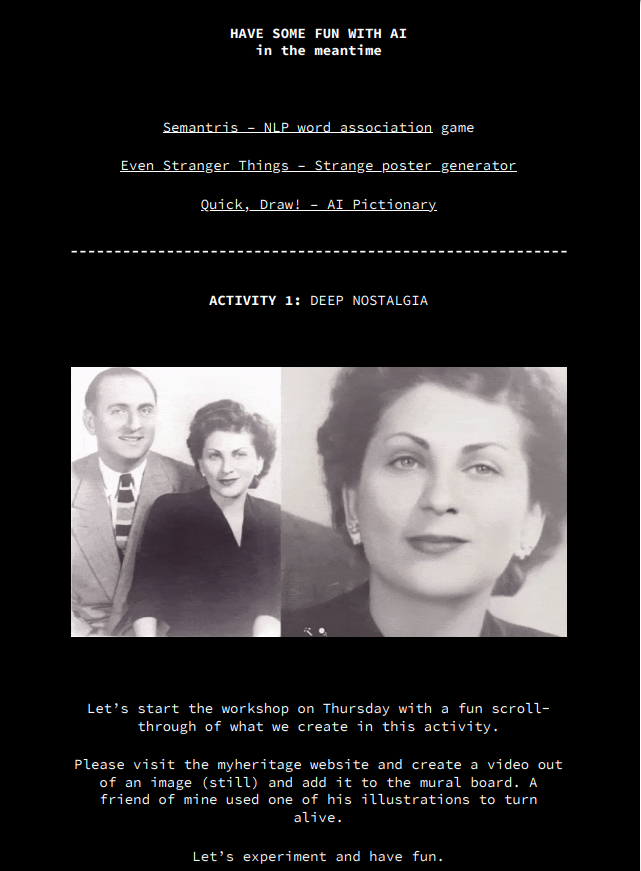 HAVE SOME FUN WITH AI
in the meantime
Semantris – NLP word association game
Even Stranger Things – Strange poster generator
Quick, Draw! – AI Pictionary
ACTIVITY 1: DEEP NOSTALGIA
Let’s start the workshop on Thursday with a fun scroll-
through of what we create in this activity.
Please visit the myheritage website and create a video out
of an image (still) and add it to the mural board. A
friend of mine used one of his illustrations to turn
alive.
Let’s experiment and have fun.